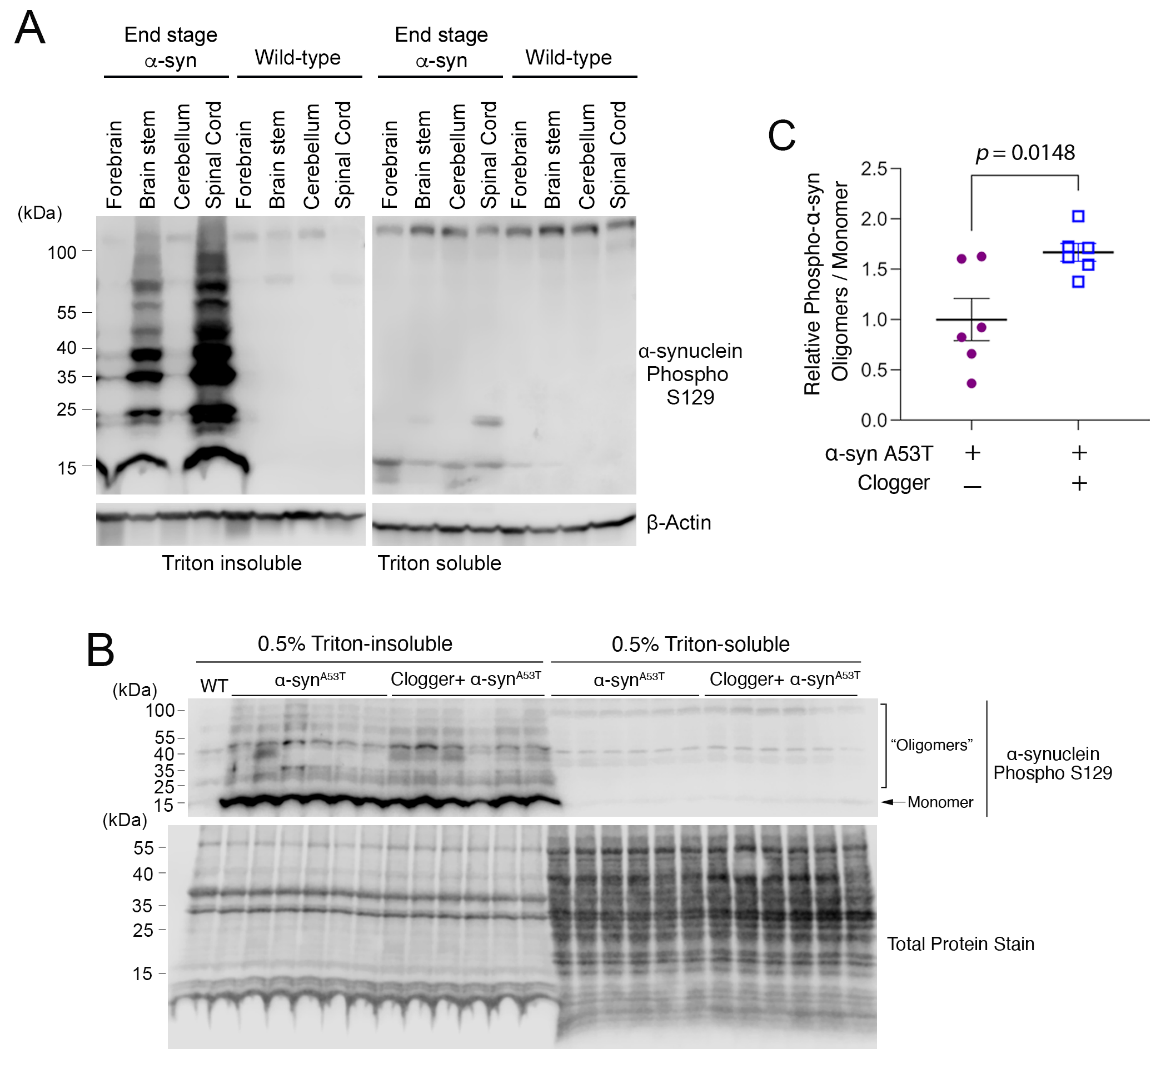 A
End stage
α-syn
Wild-type
End stage
α-syn
Wild-type
Forebrain
Brain stem
Cerebellum
Spinal Cord
Forebrain
Brain stem
Cerebellum
Spinal Cord
Forebrain
Brain stem
Cerebellum
Spinal Cord
Forebrain
Brain stem
Cerebellum
Spinal Cord
(kDa)
100
55
40
35
25
15
α-synuclein
Phospho
S129
β-Actin
Triton insoluble
Triton soluble
C
p = 0.0148
Relative Phospho-α-syn
Oligomers / Monomer
2.5
2.0
1.5
1.0
0.5
0.0
α-syn A53T + +
Clogger – +
B
0.5% Triton-insoluble
0.5% Triton-soluble
(kDa)
WT
α-synA53T
Clogger+ α-synA53T
α-synA53T
Clogger+ α-synA53T
100
55
40
35
25
15
"Oligomers"
Monomer
α-synuclein
Phospho S129
(kDa)
55
40
35
25
15
Total Protein Stain